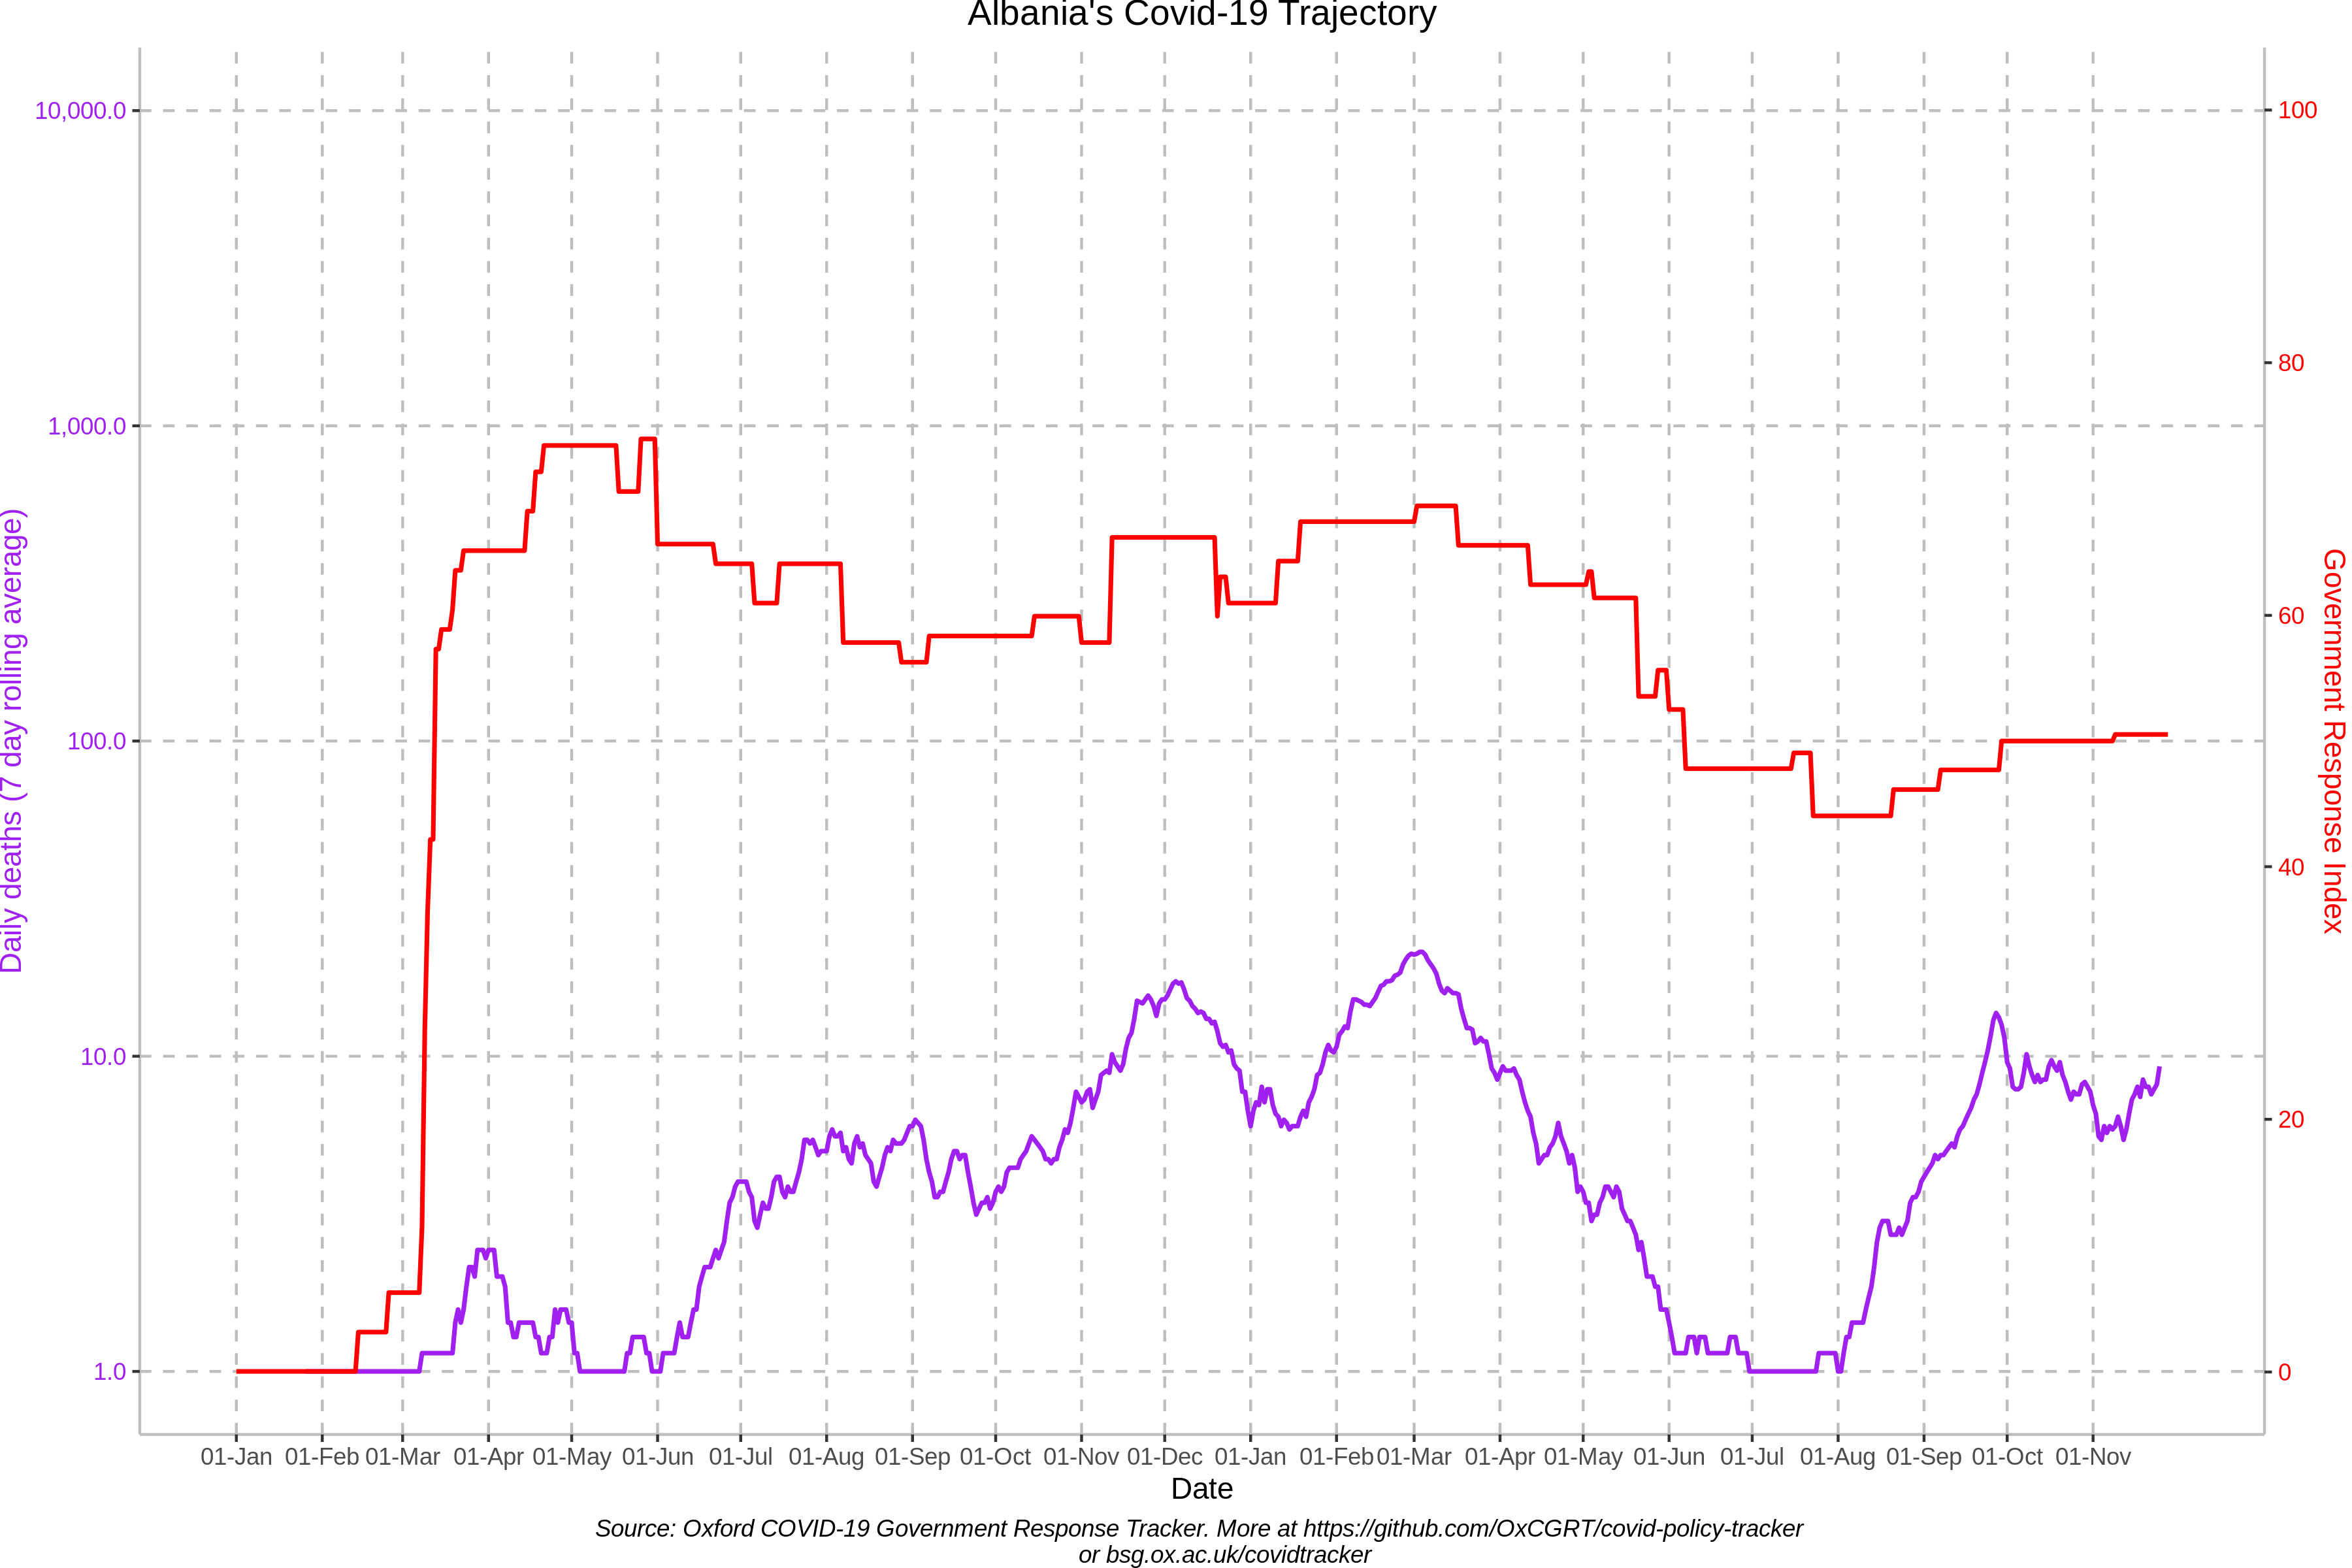 Albania's Covid-19 Trajectory
10,000.0
1,000.0
100.0
10.0
1.0
Daily deaths (7 day rolling average)
100
80
60
40
20
0
Government Response Index
01-Jan 01-Feb 01-Mar 01-Apr 01-May 01-Jun 01-Jul 01-Aug 01-Sep 01-Oct 01-Nov 01-Dec 01-Jan 01-Feb 01-Mar 01-Apr 01-May 01-Jun 01-Jul 01-Aug 01-Sep 01-Oct 01-Nov
Date
Source: Oxford COVID-19 Government Response Tracker. More at https://github.com/OxCGRT/covid-policy-tracker
or bsg.ox.ac.uk/covidtracker